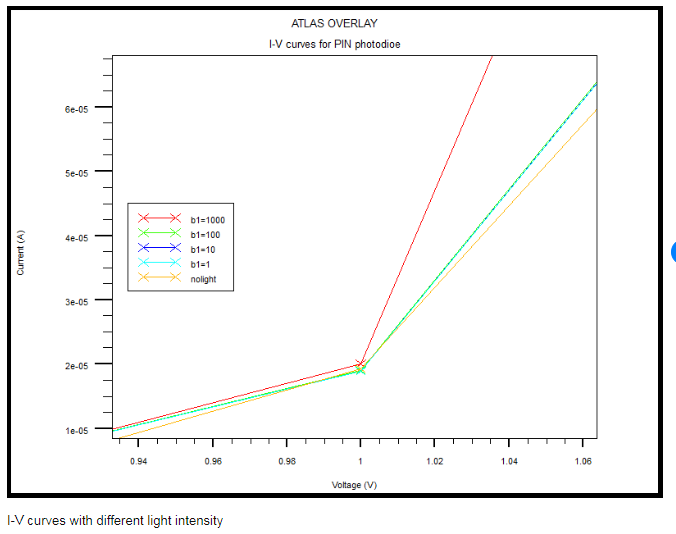 ATLAS OVERLAY
I-V curves for PIN photodioe
6e-05
5e-05
4e-05
3e-05
2e-05
1e-05
Current (A)
b1=1000
b1=100
b1=10
b1=1
nolight
0.94
0.96
0.98
1
1.02
1.04
1.06
Voltage (V)
I-V curves with different light intensity